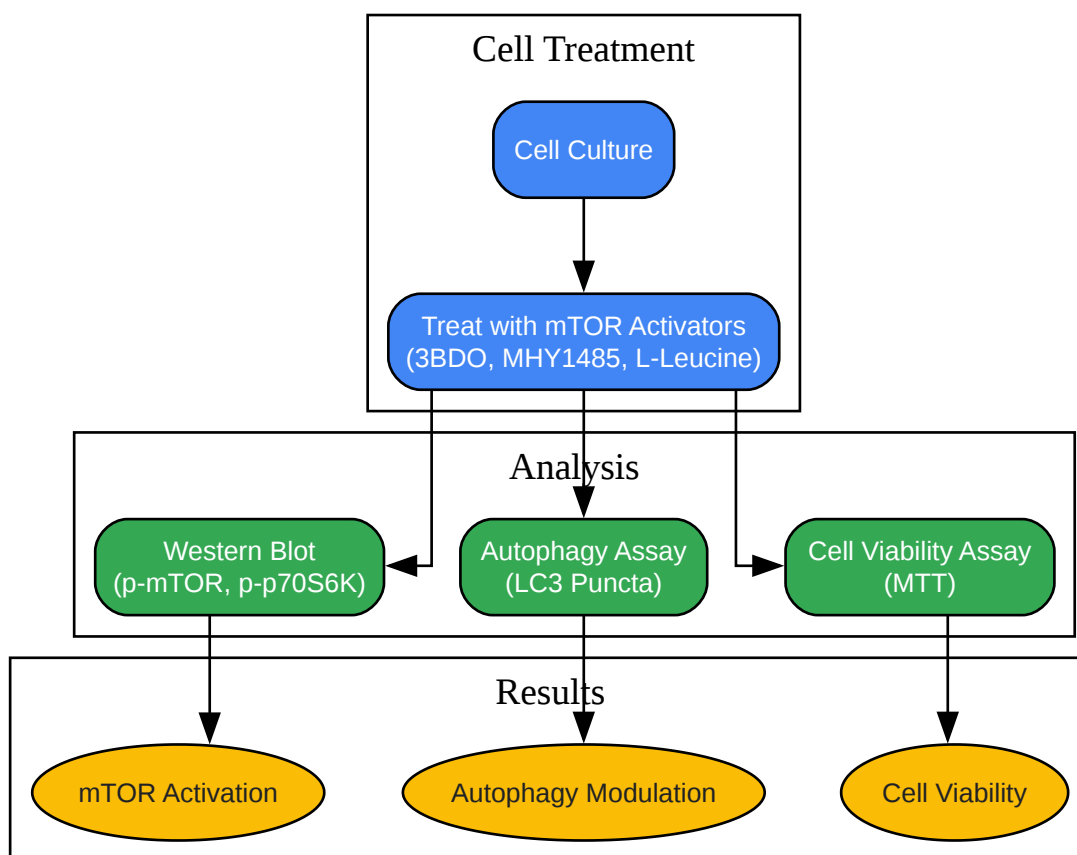 Cell Treatment
Cell Culture
Treat with mTOR Activators
(3BDO, MHY1485, L-Leucine)
Analysis
Western Blot
(p-mTOR, p-p70S6K)
Autophagy Assay
(LC3 Puncta)
Cell Viability Assay
(MTT)
Results
mTOR Activation
Autophagy Modulation
Cell Viability